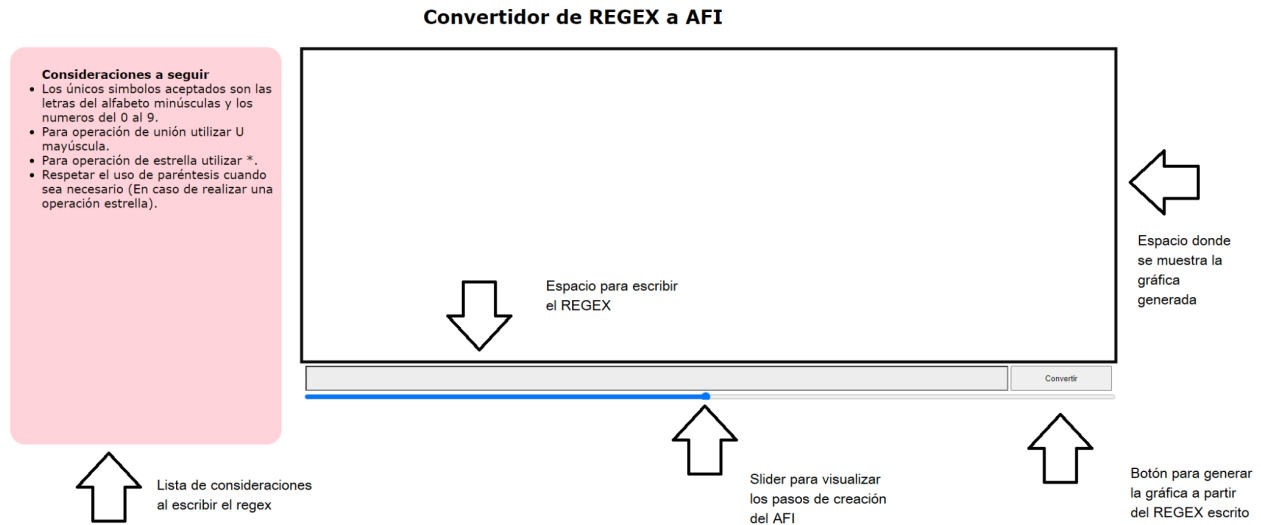 Convertidor de REGEX a AFI
Consideraciones a seguir
• Los únicos simbolos aceptados son las
letras del alfabeto minúsculas y los
numeros del 0 al 9.
• Para operación de unión utilizar U
mayúscula.
• Para operación de estrella utilizar *.
• Respetar el uso de paréntesis cuando
sea necesario (En caso de realizar una
operación estrella).
Espacio donde
se muestra la
gráfica
generada
Espacio para escribir
el REGEX
Convertir
Lista de consideraciones
al escribir el regex
Slider para visualizar
los pasos de creación
del AFI
Botón para generar
la gráfica a partir
del REGEX escrito